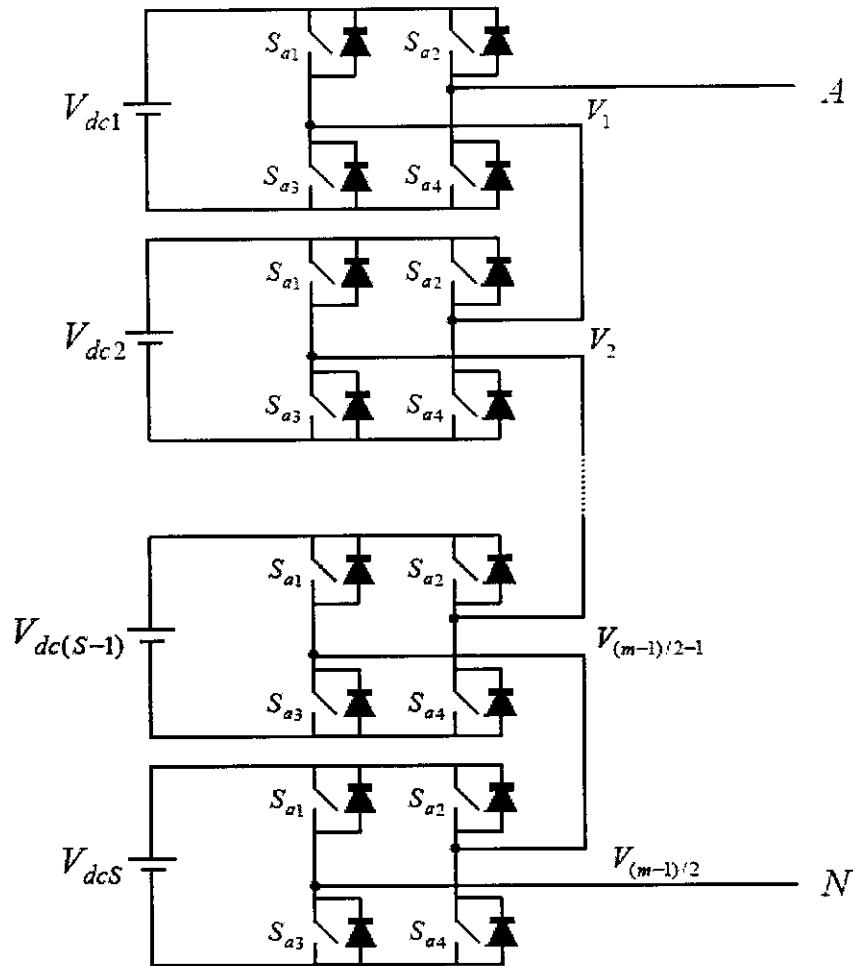 S_{a1} S_{a2}
V_{dc1} V_1 A
S_{a3} S_{a4}
S_{a1} S_{a2}
V_{dc2} V_2
S_{a3} S_{a4}
S_{a1} S_{a2}
V_{dc(S-1)} V_{(m-1)/2-1}
S_{a3} S_{a4}
S_{a1} S_{a2}
V_{dcS} V_{(m-1)/2} N
S_{a3} S_{a4}